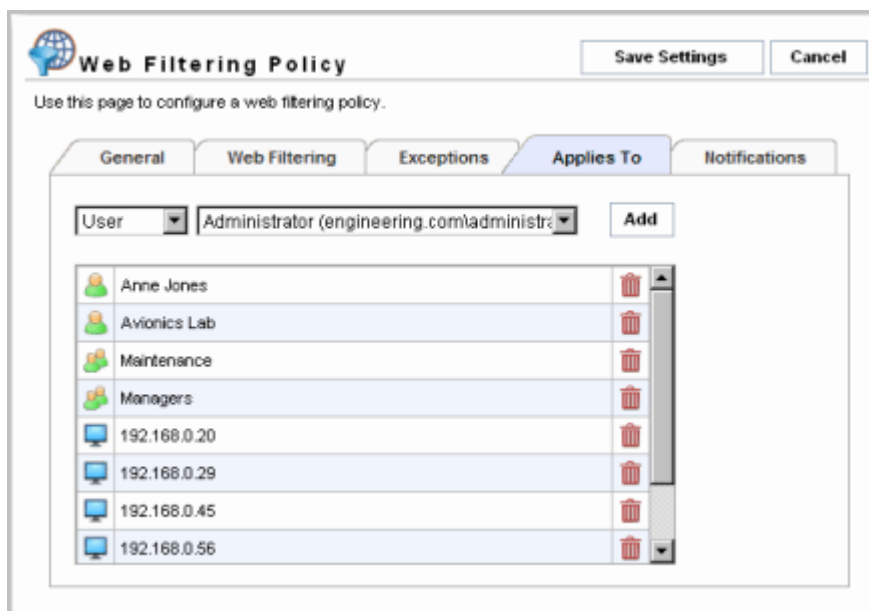 Web Filtering Policy
Save Settings
Cancel
Use this page to configure a web filtering policy.
General
Web Filtering
Exceptions
Applies To
Notifications
User
Administrator (engineering.com\administra
Add
Anne Jones
Avionics Lab
Maintenance
Managers
192.168.0.20
192.168.0.29
192.168.0.45
192.168.0.56